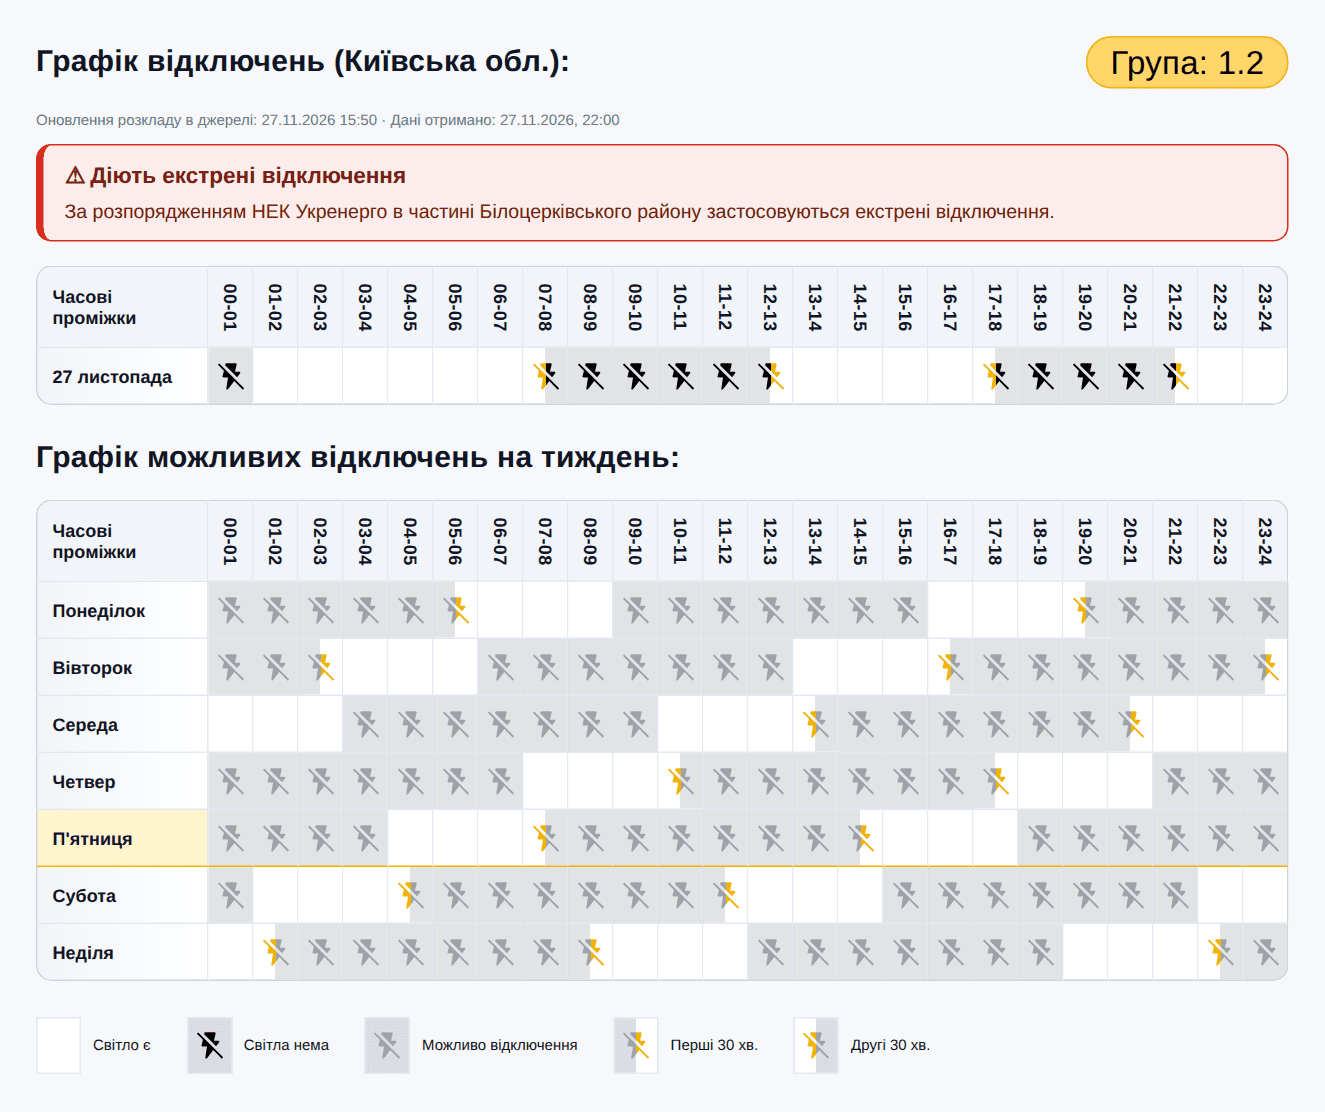 Графік відключень (Київська обл.):
Група: 1.2
Оновлення розкладу в джерелі: 27.11.2026 15:50 · Дані отримано: 27.11.2026, 22:00
⚠ Діють екстрені відключення
За розпорядженням НЕК Укренерго в частині Білоцерківського району застосовуються екстрені відключення.
Часові проміжки 00-01 01-02 02-03 03-04 04-05 05-06 06-07 07-08 08-09 09-10 10-11 11-12 12-13 13-14 14-15 15-16 16-17 17-18 18-19 19-20 20-21 21-22 22-23 23-24
27 листопада
Графік можливих відключень на тиждень:
Часові проміжки 00-01 01-02 02-03 03-04 04-05 05-06 06-07 07-08 08-09 09-10 10-11 11-12 12-13 13-14 14-15 15-16 16-17 17-18 18-19 19-20 20-21 21-22 22-23 23-24
Понеділок
Вівторок
Середа
Четвер
П'ятниця
Субота
Неділя
Світло є Світла нема Можливо відключення Перші 30 хв. Другі 30 хв.